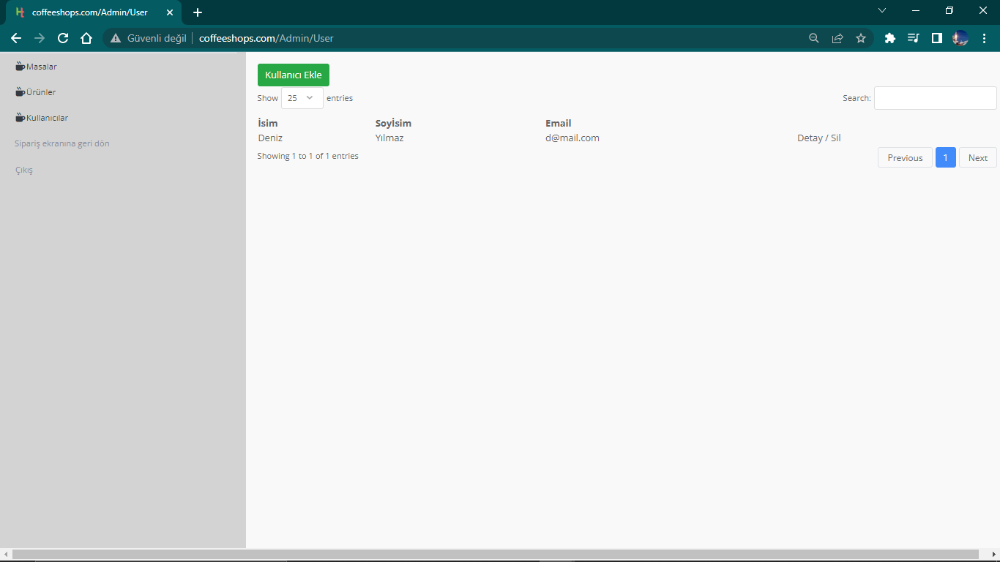 coffeeshops.com/Admin/User
Güvenli değil coffeeshops.com/Admin/User
Masalar
Ürünler
Kullanıcılar
Sipariş ekranına geri dön
Çıkış
Kullanıcı Ekle
Show 25 entries Search:
İsim Soyİsim Email
Deniz Yılmaz d@mail.com Detay / Sil
Showing 1 to 1 of 1 entries Previous 1 Next